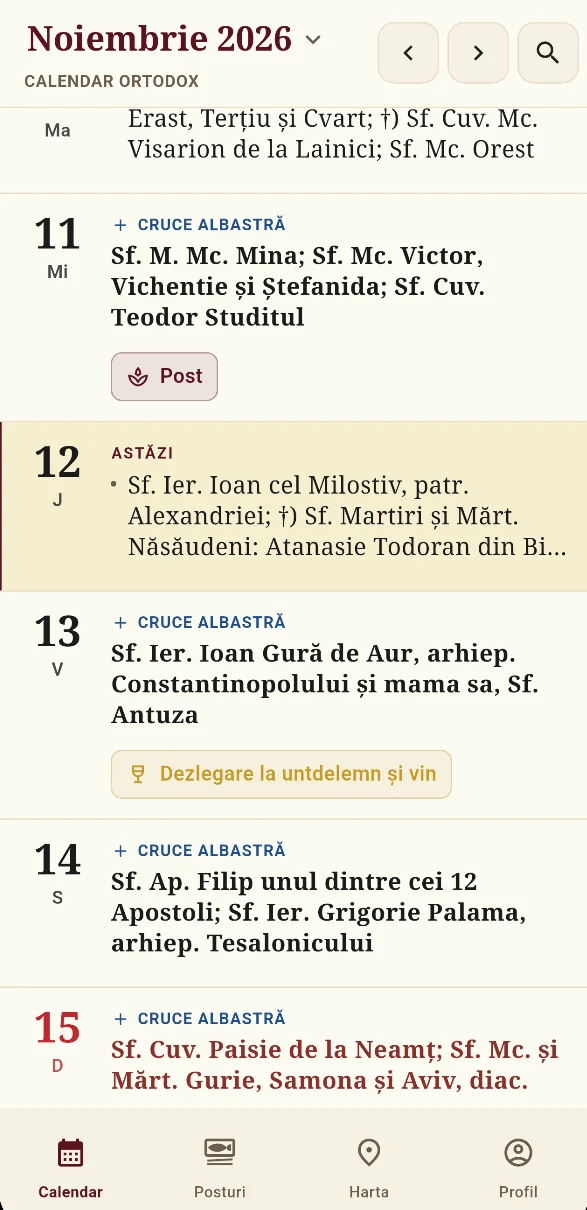 Noiembrie 2026
CALENDAR ORTODOX
Ma
Erast, Terțiu și Cvart; †) Sf. Cuv. Mc.
Visarion de la Lainici; Sf. Mc. Orest
11
Mi
+ CRUCE ALBASTRĂ
Sf. M. Mc. Mina; Sf. Mc. Victor,
Vichentie și Ștefanida; Sf. Cuv.
Teodor Studitul
Post
12
J
ASTĂZI
• Sf. Ier. Ioan cel Milostiv, patr.
Alexandriei; †) Sf. Martiri și Mărt.
Năsăudeni: Atanasie Todoran din Bi...
13
V
+ CRUCE ALBASTRĂ
Sf. Ier. Ioan Gură de Aur, arhiep.
Constantinopolului și mama sa, Sf.
Antuza
Dezlegare la untdelemn și vin
14
S
+ CRUCE ALBASTRĂ
Sf. Ap. Filip unul dintre cei 12
Apostoli; Sf. Ier. Grigorie Palama,
arhiep. Tesalonicului
15
D
+ CRUCE ALBASTRĂ
Sf. Cuv. Paisie de la Neamț; Sf. Mc. și
Mărt. Gurie, Samona și Aviv, diac.
Calendar
Posturi
Harta
Profil